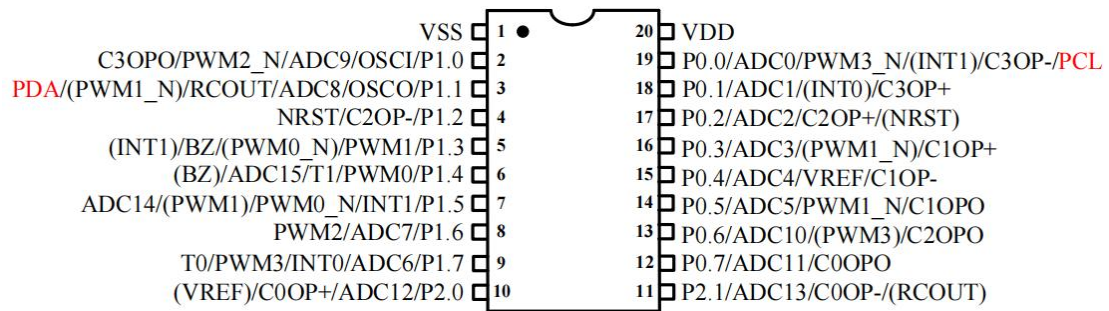 VSS 1 20 VDD
C3OPO/PWM2_N/ADC9/OSCI/P1.0 2 19 P0.0/ADC0/PWM3_N/(INT1)/C3OP-/PCL
PDA/(PWM1_N)/RCOUT/ADC8/OSCO/P1.1 3 18 P0.1/ADC1/(INT0)/C3OP+
NRST/C2OP-/P1.2 4 17 P0.2/ADC2/C2OP+/(NRST)
(INT1)/BZ/(PWM0_N)/PWM1/P1.3 5 16 P0.3/ADC3/(PWM1_N)/C1OP+
(BZ)/ADC15/T1/PWM0/P1.4 6 15 P0.4/ADC4/VREF/C1OP-
ADC14/(PWM1)/PWM0_N/INT1/P1.5 7 14 P0.5/ADC5/PWM1_N/C1OPO
PWM2/ADC7/P1.6 8 13 P0.6/ADC10/(PWM3)/C2OPO
T0/PWM3/INT0/ADC6/P1.7 9 12 P0.7/ADC11/C0OPO
(VREF)/C0OP+/ADC12/P2.0 10 11 P2.1/ADC13/C0OP-/(RCOUT)